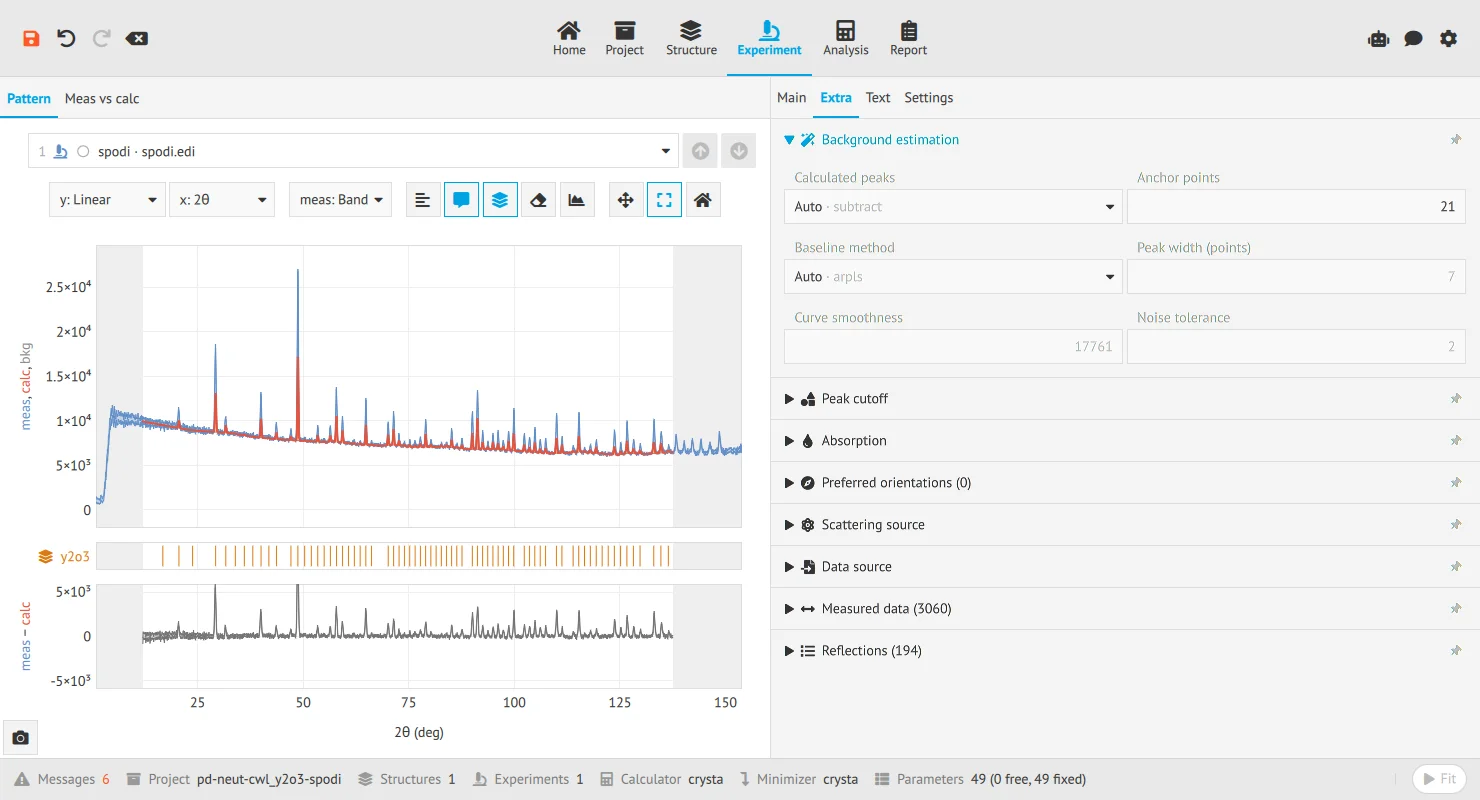 Home
Project
Structure
Experiment
Analysis
Report
Pattern
Meas vs calc
Main
Extra
Text
Settings
1 spodi · spodi.edi
y: Linear
x: 2θ
meas: Band
2.5×10⁴
2×10⁴
1.5×10⁴
1×10⁴
5×10³
0
meas, calc, bkg
y2o3
5×10³
0
-5×10³
meas − calc
25
50
75
100
125
150
2θ (deg)
Background estimation
Calculated peaks
Anchor points
Auto · subtract
21
Baseline method
Peak width (points)
Auto · arpls
7
Curve smoothness
Noise tolerance
17761
2
Peak cutoff
Absorption
Preferred orientations (0)
Scattering source
Data source
Measured data (3060)
Reflections (194)
Messages 6
Project pd-neut-cwl_y2o3-spodi
Structures 1
Experiments 1
Calculator crysta
Minimizer crysta
Parameters 49 (0 free, 49 fixed)
Fit